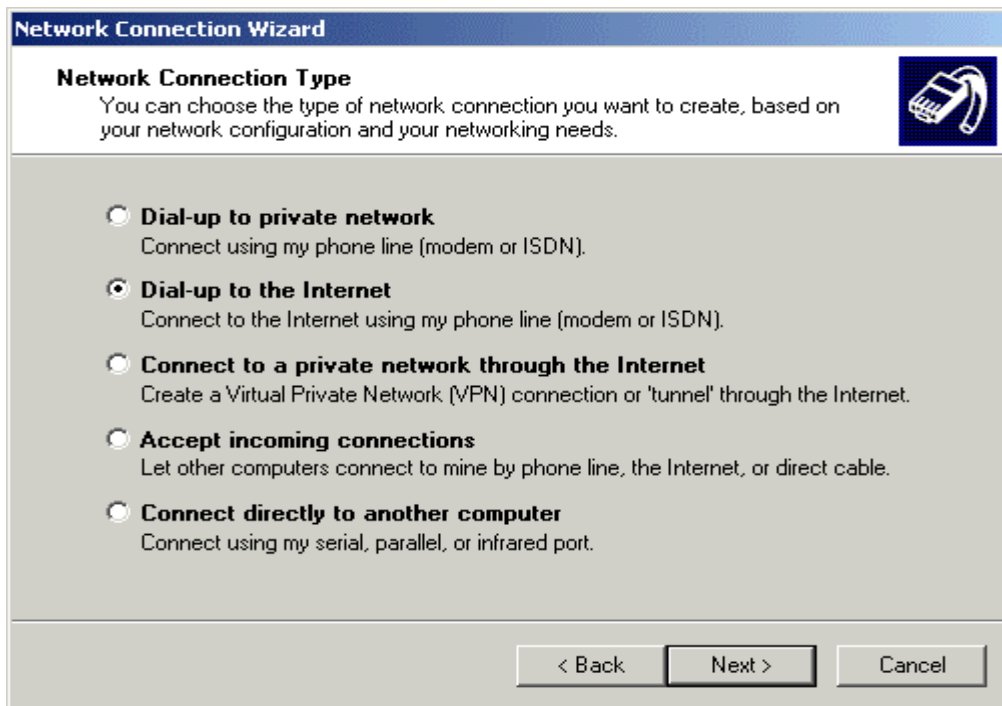 Network Connection Wizard
Network Connection Type
You can choose the type of network connection you want to create, based on
your network configuration and your networking needs.
Dial-up to private network
Connect using my phone line (modem or ISDN).
Dial-up to the Internet
Connect to the Internet using my phone line (modem or ISDN).
Connect to a private network through the Internet
Create a Virtual Private Network (VPN) connection or 'tunnel' through the Internet.
Accept incoming connections
Let other computers connect to mine by phone line, the Internet, or direct cable.
Connect directly to another computer
Connect using my serial, parallel, or infrared port.
< Back Next > Cancel